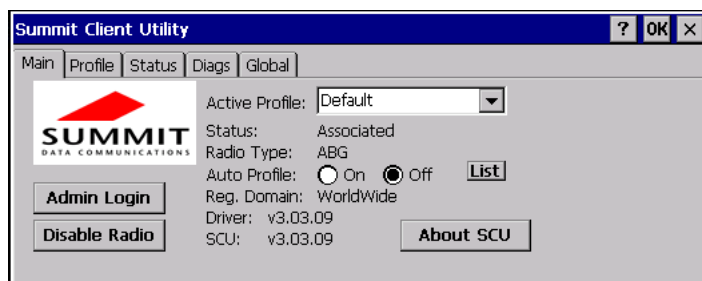 Summit Client Utility ? OK ×
Main Profile Status Diags Global
SUMMIT
DATA COMMUNICATIONS
Admin Login
Disable Radio
Active Profile: Default
Status: Associated
Radio Type: ABG
Auto Profile: On Off List
Reg. Domain: WorldWide
Driver: v3.03.09
SCU: v3.03.09
About SCU